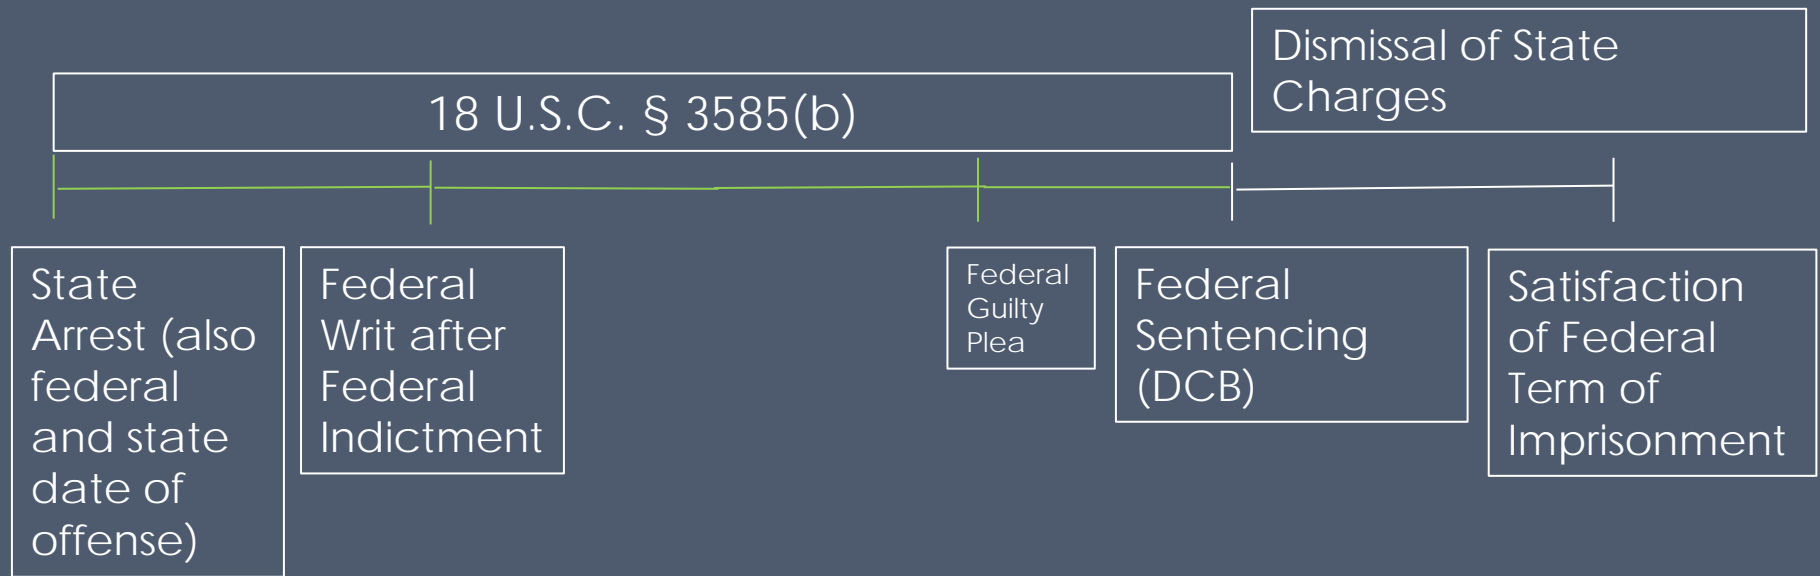 18 U.S.C. § 3585(b)
Dismissal of State
Charges
State
Arrest (also
federal
and state
date of
offense)
Federal
Writ after
Federal
Indictment
Federal
Guilty
Plea
Federal
Sentencing
(DCB)
Satisfaction
of Federal
Term of
Imprisonment